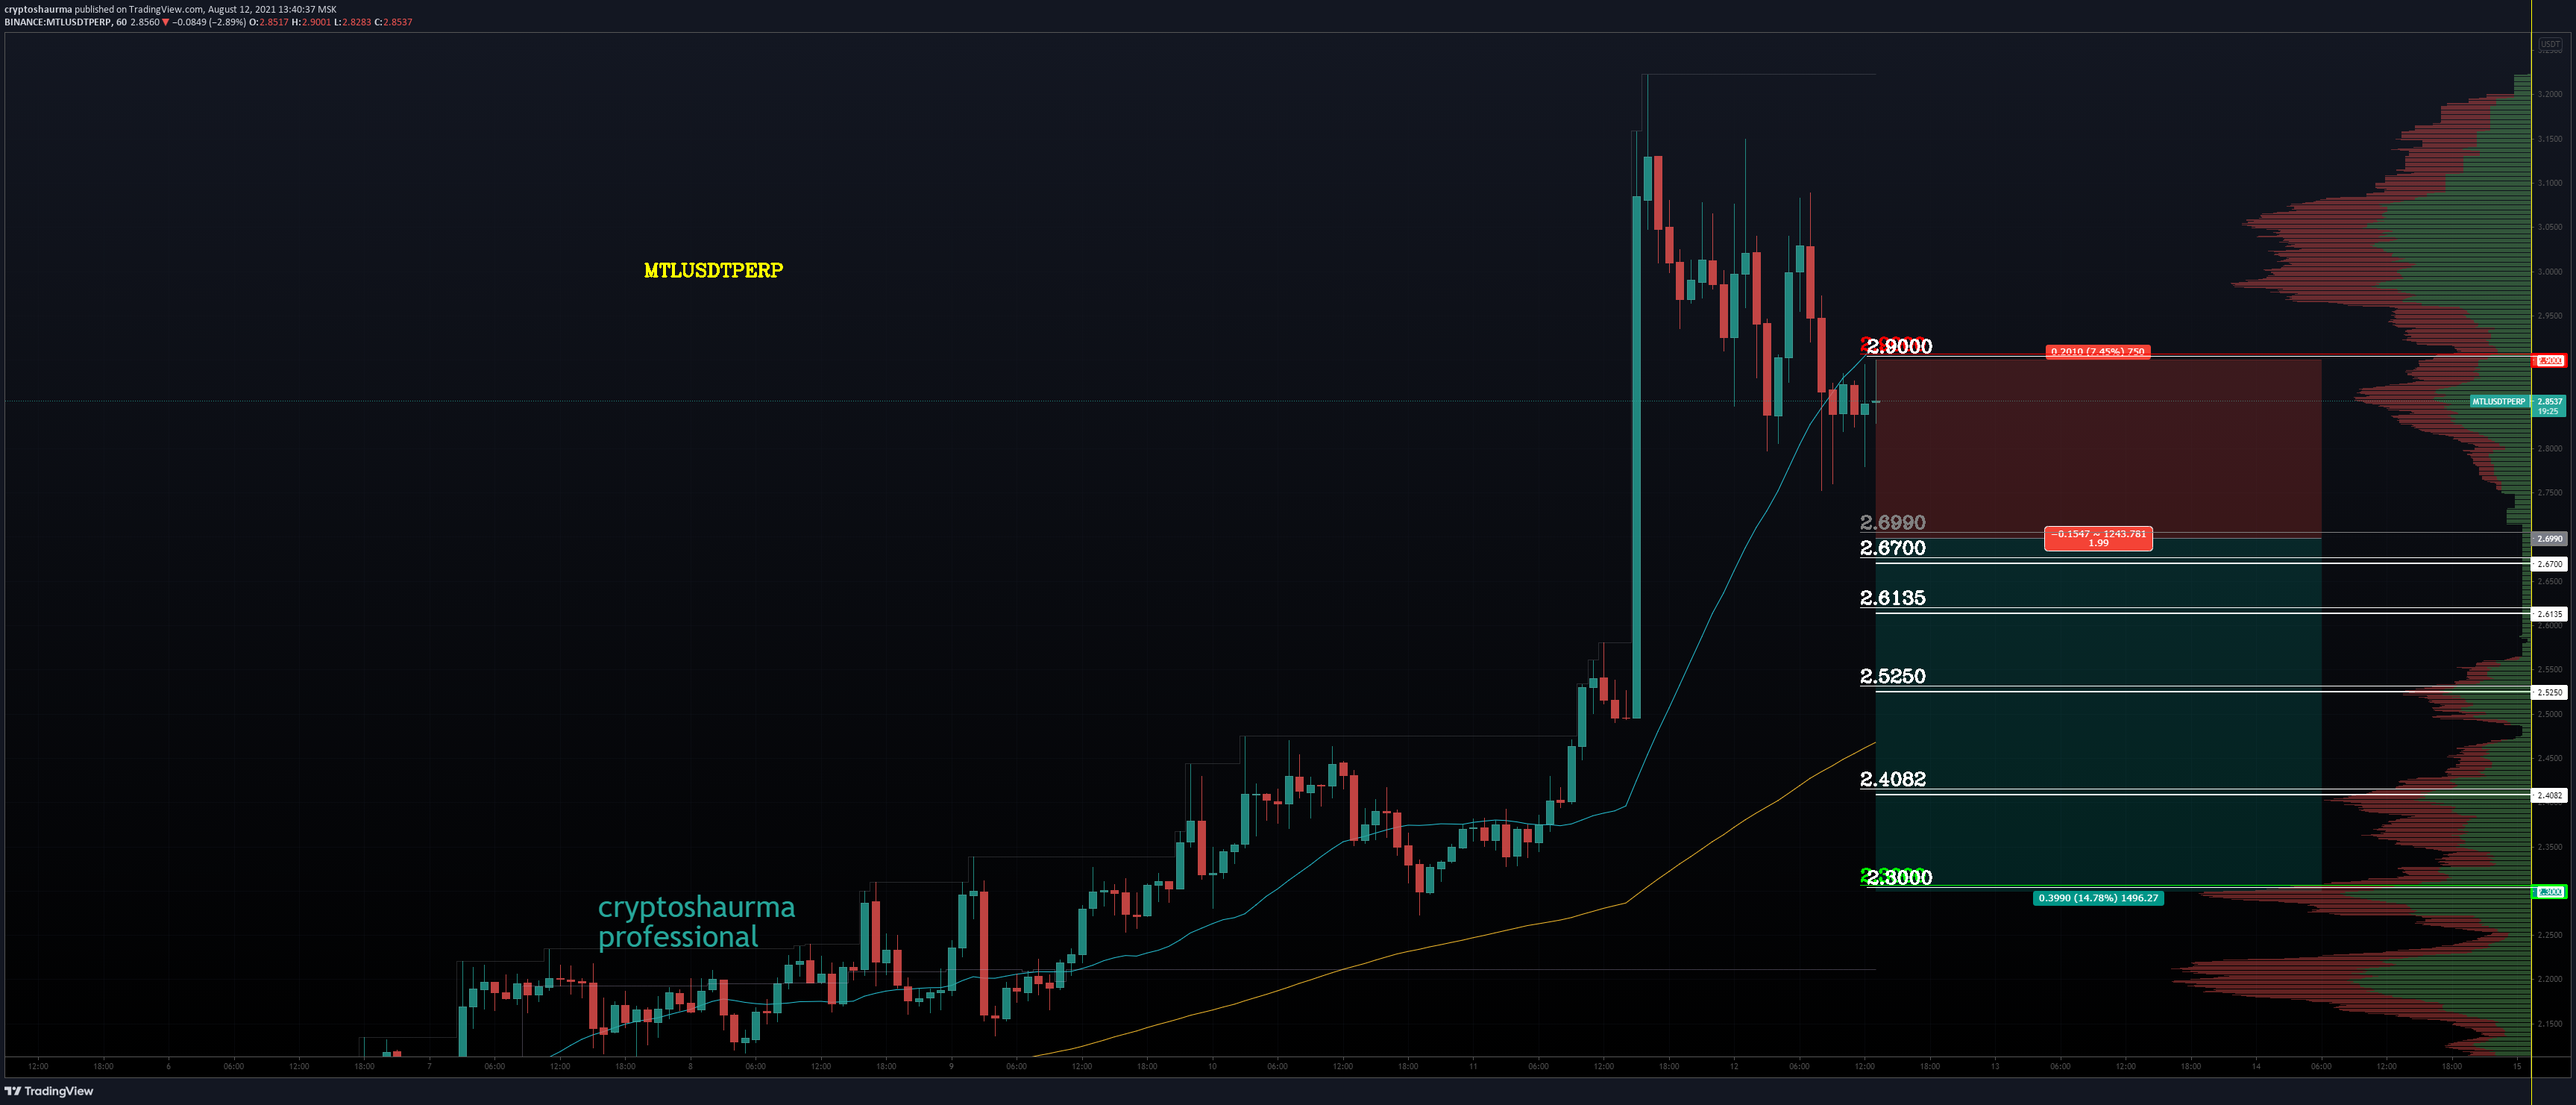 cryptoshaurma published on TradingView.com, August 12, 2021 13:40:37 MSK
BINANCE:MTLUSDTPERP, 60 2.8560 ▼ −0.0849 (−2.89%) O:2.8517 H:2.9001 L:2.8283 C:2.8537
USDT
3.2000
3.1500
3.1000
3.0500
MTLUSDTPERP
3.0000
2.9500
2.9000
0.2010 (7.45%) 750
MTLUSDTPERP 2.8537
19:25
2.8000
2.7500
2.6990
−0.1547 ~ 1243.781
1.99
2.6990
2.6700
2.6700
2.6500
2.6135
2.6135
2.6000
2.5500
2.5250
2.5250
2.5000
2.4500
2.4082
2.4082
2.3500
2.3000
0.3990 (14.78%) 1496.27
cryptoshaurma
professional
2.2500
2.2000
2.1500
12:00 18:00 6 06:00 12:00 18:00 7 06:00 12:00 18:00 8 06:00 12:00 18:00 9 06:00 12:00 18:00 10 06:00 12:00 18:00 11 06:00 12:00 18:00 12 06:00 12:00 18:00 13 06:00 12:00 18:00 14 06:00 12:00 18:00 15
TradingView